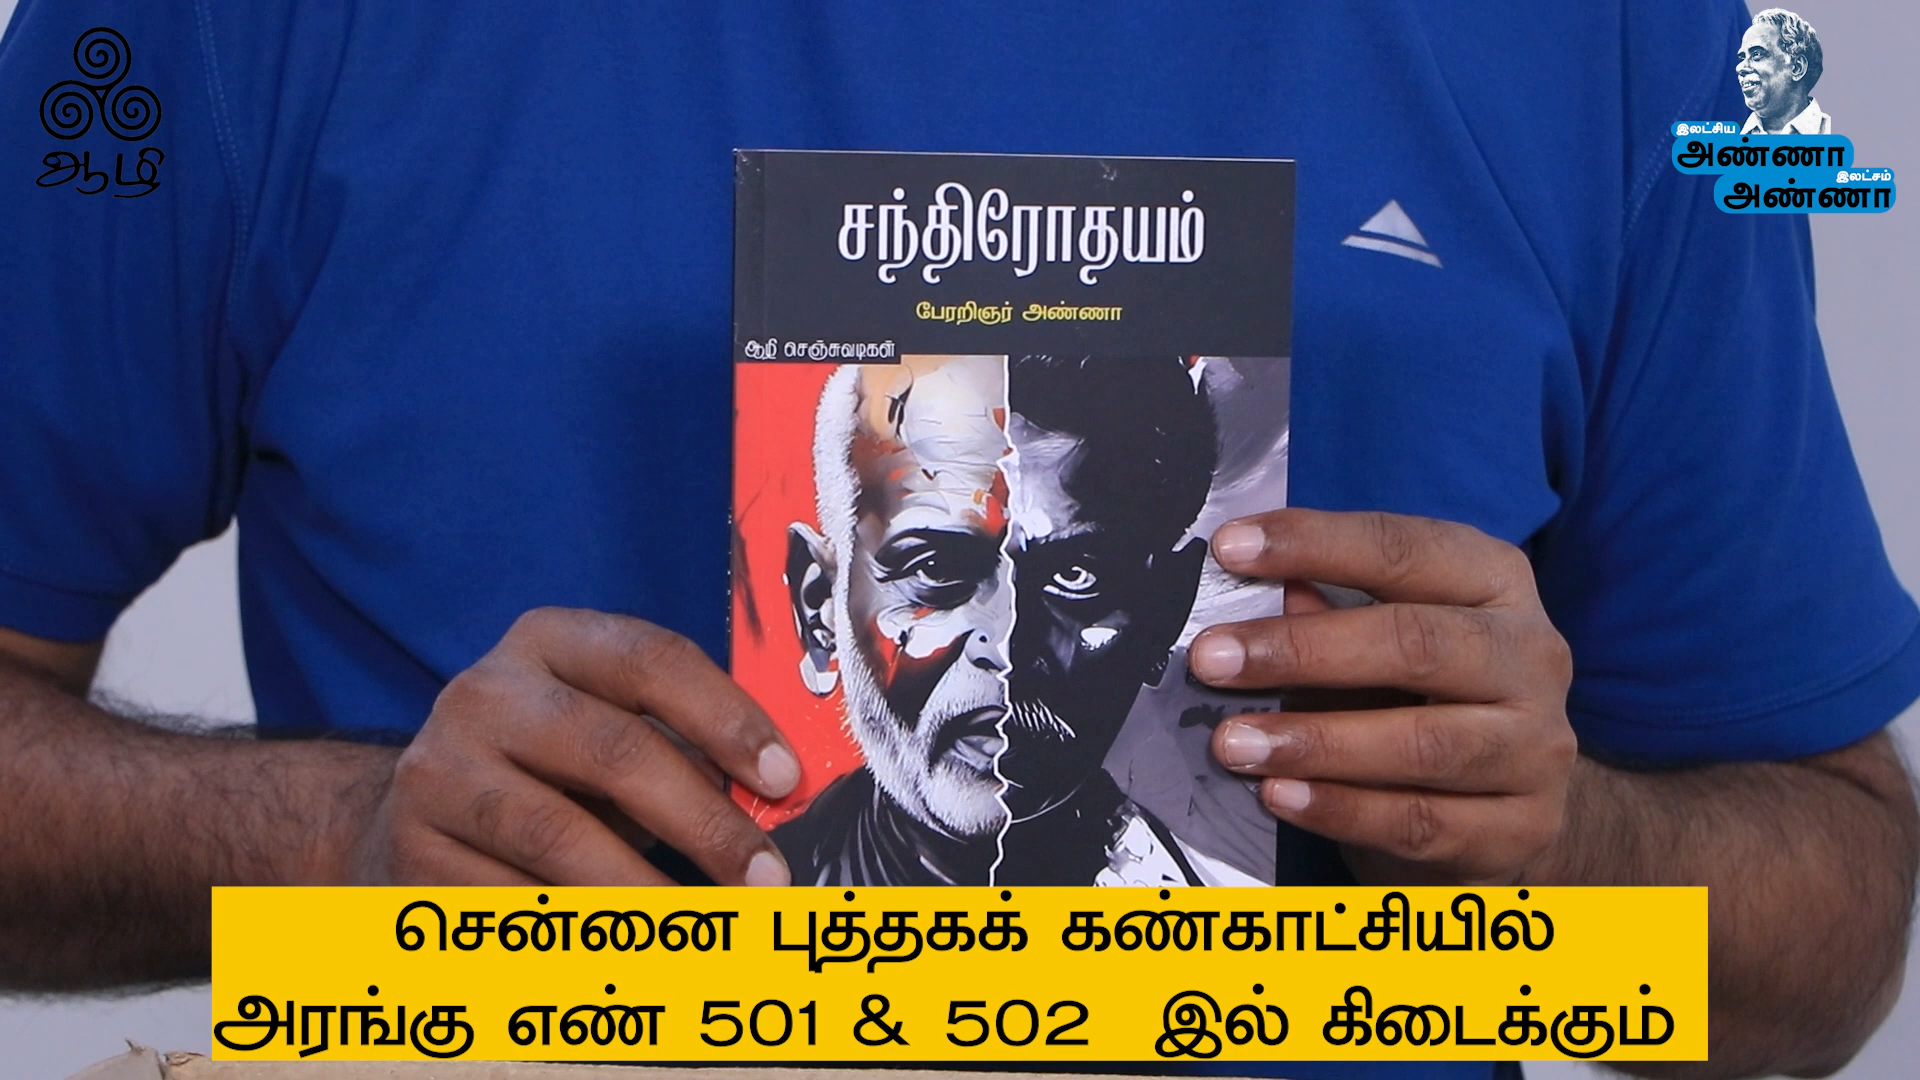 ஆழி
இலட்சிய
அண்ணா
இலட்சம்
அண்ணா
சந்திரோதயம்
பேரறிஞர் அண்ணா
ஆழி செஞ்சுவடிகள்
சென்னை புத்தகக் கண்காட்சியில்
அரங்கு எண் 501 & 502 இல் கிடைக்கும்